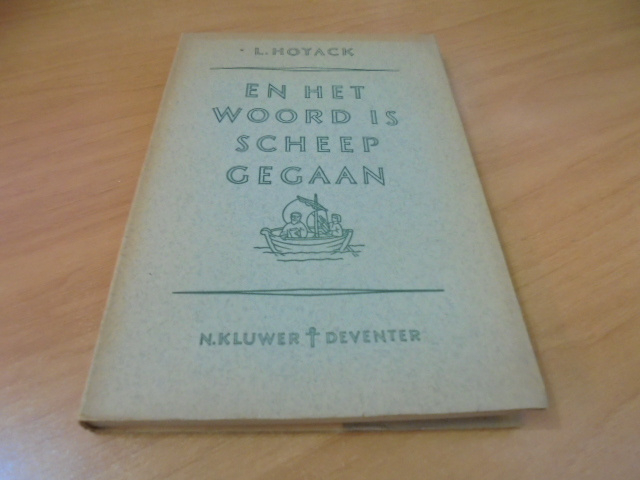 L. HOYACK
EN HET
WOORD IS
SCHEEP
GEGAAN
N. KLUWER † DEVENTER